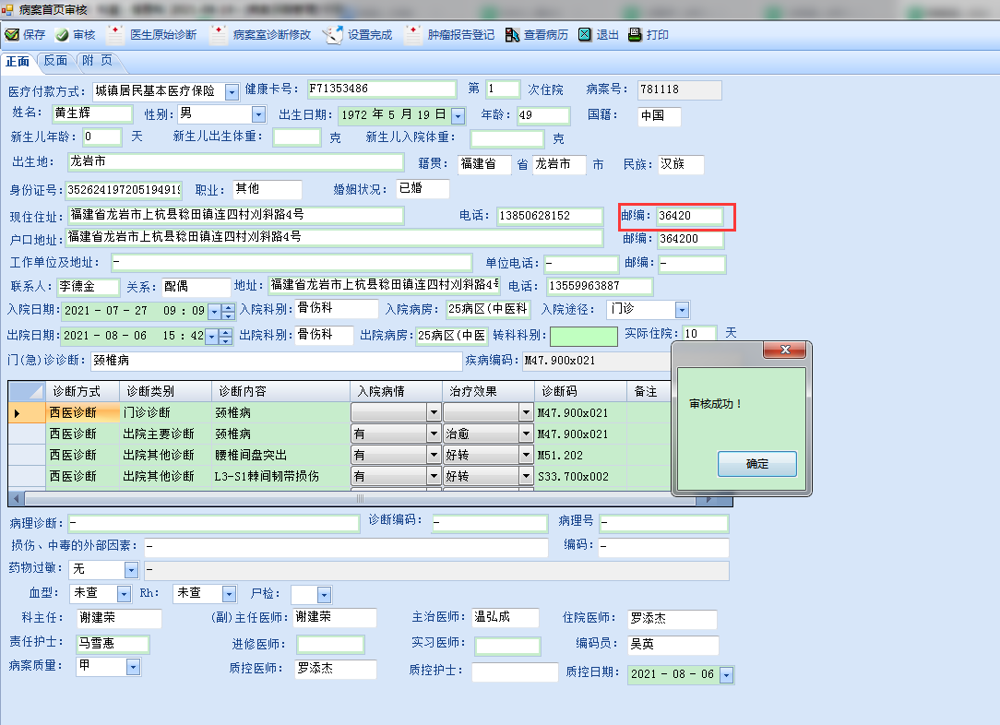 病案首页审核
保存 审核 医生原始诊断 病案室诊断修改 设置完成 肿瘤报告登记 查看病历 退出 打印
正面 反面 附 页
医疗付款方式: 城镇居民基本医疗保险 健康卡号: F71353486 第 1 次住院 病案号: 781118
姓名: 黄生辉 性别: 男 出生日期: 1972 年 5 月 19 日 年龄: 49 国籍: 中国
新生儿年龄: 0 天 新生儿出生体重: 克 新生儿入院体重: 克
出生地: 龙岩市 籍贯: 福建省 省 龙岩市 市 民族: 汉族
身份证号: 352624197205194919 职业: 其他 婚姻状况: 已婚
现住住址: 福建省龙岩市上杭县稔田镇连四村刈斜路4号 电话: 13850628152 邮编: 36420
户口地址: 福建省龙岩市上杭县稔田镇连四村刈斜路4号 邮编: 364200
工作单位及地址: - 单位电话: - 邮编: -
联系人: 李德金 关系: 配偶 地址: 福建省龙岩市上杭县稔田镇连四村刈斜路4号 电话: 13559963887
入院日期: 2021 - 07 - 27 09 : 09 入院科别: 骨伤科 入院病房: 25病区(中医科 入院途径: 门诊
出院日期: 2021 - 08 - 06 15 : 42 出院科别: 骨伤科 出院病房: 25病区(中医 转科科别: 实际住院: 10 天
门(急)诊诊断: 颈椎病 疾病编码: M47.900x021
诊断方式 诊断类别 诊断内容 入院病情 治疗效果 诊断码 备注
西医诊断 门诊诊断 颈椎病 M47.900x021
西医诊断 出院主要诊断 颈椎病 有 治愈 M47.900x021
西医诊断 出院其他诊断 腰椎间盘突出 有 好转 M51.202
西医诊断 出院其他诊断 L3-S1棘间韧带损伤 有 好转 S33.700x002
审核成功！
确定
病理诊断: - 诊断编码: - 病理号 -
损伤、中毒的外部因素: - 编码: -
药物过敏: 无 -
血型: 未查 Rh: 未查 尸检:
科主任: 谢建荣 (副)主任医师: 谢建荣 主治医师: 温弘成 住院医师: 罗添杰
责任护士: 马雪惠 进修医师: 实习医师: 编码员: 吴英
病案质量: 甲 质控医师: 罗添杰 质控护士: 质控日期: 2021 - 08 - 06